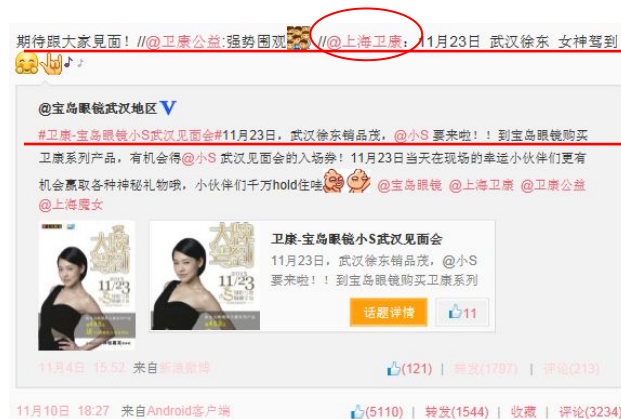 期待跟大家見面！//@卫康公益:强势围观 //@上海卫康：11月23日 武汉徐东 女神驾到
@宝岛眼镜武汉地区 V
#卫康-宝岛眼镜小S武汉见面会#11月23日，武汉徐东销品茂，@小S 要来啦！！到宝岛眼镜购买
卫康系列产品，有机会得@小S 武汉见面会的入场券！11月23日当天在现场的幸运小伙伴们更有
机会赢取各种神秘礼物哦，小伙伴们千万hold住哇 @宝岛眼镜 @上海卫康 @卫康公益
@上海魔女
大牌
驾到
11/23
大牌
驾到
11/23
卫康-宝岛眼镜小S武汉见面会
11月23日，武汉徐东销品茂，@小S
要来啦！！到宝岛眼镜购买卫康系列
话题详情
11
11月4日 15:52 来自新浪微博
(121) | 转发(1797) | 评论(213)
11月10日 18:27 来自Android客户端
(5110) | 转发(1544) | 收藏 | 评论(3234)